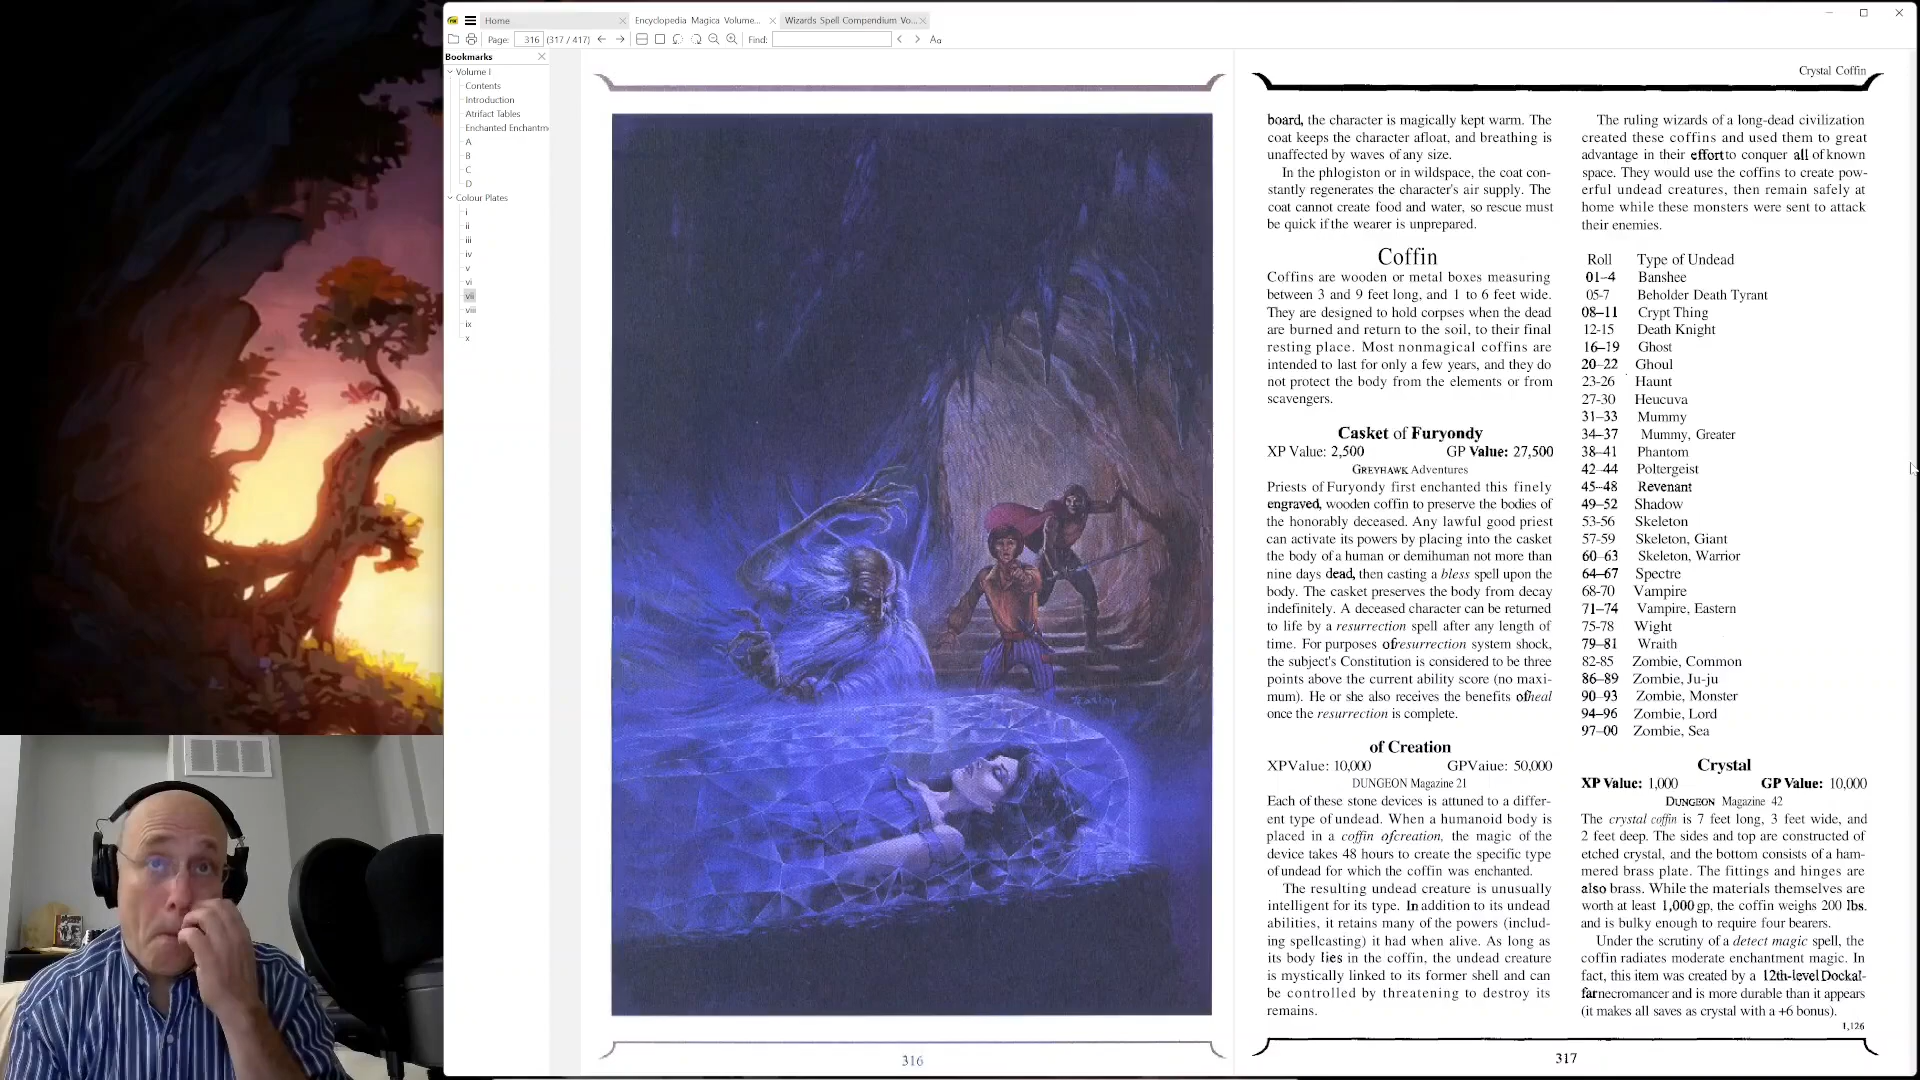 Home
Encyclopedia Magica Volume...
Wizards Spell Compendium Vo...
Page: 316 (317 / 417)
Find:
Aa
Bookmarks
Volume I
Contents
Introduction
Atrifact Tables
Enchanted Enchantm
A
B
C
D
Colour Plates
i
ii
iii
iv
v
vi
vii
viii
ix
x
316
Crystal Coffin
board, the character is magically kept warm. The
coat keeps the character afloat, and breathing is
unaffected by waves of any size.
In the phlogiston or in wildspace, the coat con-
stantly regenerates the character's air supply. The
coat cannot create food and water, so rescue must
be quick if the wearer is unprepared.
Coffin
Coffins are wooden or metal boxes measuring
between 3 and 9 feet long, and 1 to 6 feet wide.
They are designed to hold corpses when the dead
are burned and return to the soil, to their final
resting place. Most nonmagical coffins are
intended to last for only a few years, and they do
not protect the body from the elements or from
scavengers.
Casket of Furyondy
XP Value: 2,500 GP Value: 27,500
GREYHAWK Adventures
Priests of Furyondy first enchanted this finely
engraved, wooden coffin to preserve the bodies of
the honorably deceased. Any lawful good priest
can activate its powers by placing into the casket
the body of a human or demihuman not more than
nine days dead, then casting a bless spell upon the
body. The casket preserves the body from decay
indefinitely. A deceased character can be returned
to life by a resurrection spell after any length of
time. For purposes ofresurrection system shock,
the subject's Constitution is considered to be three
points above the current ability score (no maxi-
mum). He or she also receives the benefits ofheal
once the resurrection is complete.
of Creation
XPVaiue: 10,000 GPVaiue: 50,000
DUNGEON Magazine 21
Each of these stone devices is attuned to a differ-
ent type of undead. When a humanoid body is
placed in a coffin ofcreation, the magic of the
device takes 48 hours to create the specific type
of undead for which the coffin was enchanted.
The resulting undead creature is unusually
intelligent for its type. In addition to its undead
abilities, it retains many of the powers (includ-
ing spellcasting) it had when alive. As long as
its body lies in the coffin, the undead creature
is mystically linked to its former shell and can
be controlled by threatening to destroy its
remains.
The ruling wizards of a long-dead civilization
created these coffins and used them to great
advantage in their effort to conquer all of known
space. They would use the coffins to create pow-
erful undead creatures, then remain safely at
home while these monsters were sent to attack
their enemies.
Roll Type of Undead
01–4 Banshee
05-7 Beholder Death Tyrant
08–11 Crypt Thing
12-15 Death Knight
16–19 Ghost
20–22 Ghoul
23-26 Haunt
27-30 Heucuva
31–33 Mummy
34–37 Mummy, Greater
38–41 Phantom
42–44 Poltergeist
45–48 Revenant
49–52 Shadow
53-56 Skeleton
57-59 Skeleton, Giant
60–63 Skeleton, Warrior
64–67 Spectre
68-70 Vampire
71–74 Vampire, Eastern
75-78 Wight
79–81 Wraith
82-85 Zombie, Common
86–89 Zombie, Ju-ju
90–93 Zombie, Monster
94–96 Zombie, Lord
97–00 Zombie, Sea
Crystal
XP Value: 1,000 GP Value: 10,000
DUNGEON Magazine 42
The crystal coffin is 7 feet long, 3 feet wide, and
2 feet deep. The sides and top are constructed of
etched crystal, and the bottom consists of a ham-
mered brass plate. The fittings and hinges are
also brass. While the materials themselves are
worth at least 1,000 gp, the coffin weighs 200 lbs.
and is bulky enough to require four bearers.
Under the scrutiny of a detect magic spell, the
coffin radiates moderate enchantment magic. In
fact, this item was created by a 12th-level Dockal-
far necromancer and is more durable than it appears
(it makes all saves as crystal with a +6 bonus).
1,126
317